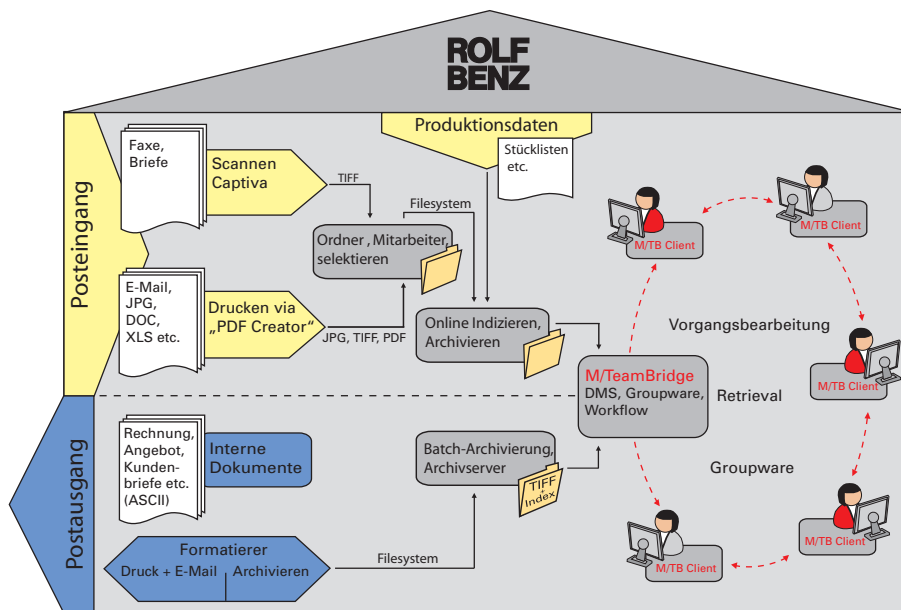 ROLF
BENZ
Produktionsdaten
Stücklisten
etc.
Posteingang
Faxe,
Briefe
Scannen
Captiva
TIFF
Filesystem
Ordner , Mitarbeiter,
selektieren
E-Mail,
JPG,
DOC,
XLS etc.
Drucken via
„PDF Creator“
JPG, TIFF, PDF
Online Indizieren,
Archivieren
M/TB Client
M/TB Client
Vorgangsbearbeitung
M/TB Client
M/TeamBridge
DMS, Groupware,
Workflow
Retrieval
Groupware
M/TB Client
M/TB Client
Postausgang
Rechnung,
Angebot,
Kunden-
briefe etc.
(ASCII)
Interne
Dokumente
Batch-Archivierung,
Archivserver
TIFF
+
Index
Formatierer
Druck + E-Mail
Archivieren
Filesystem